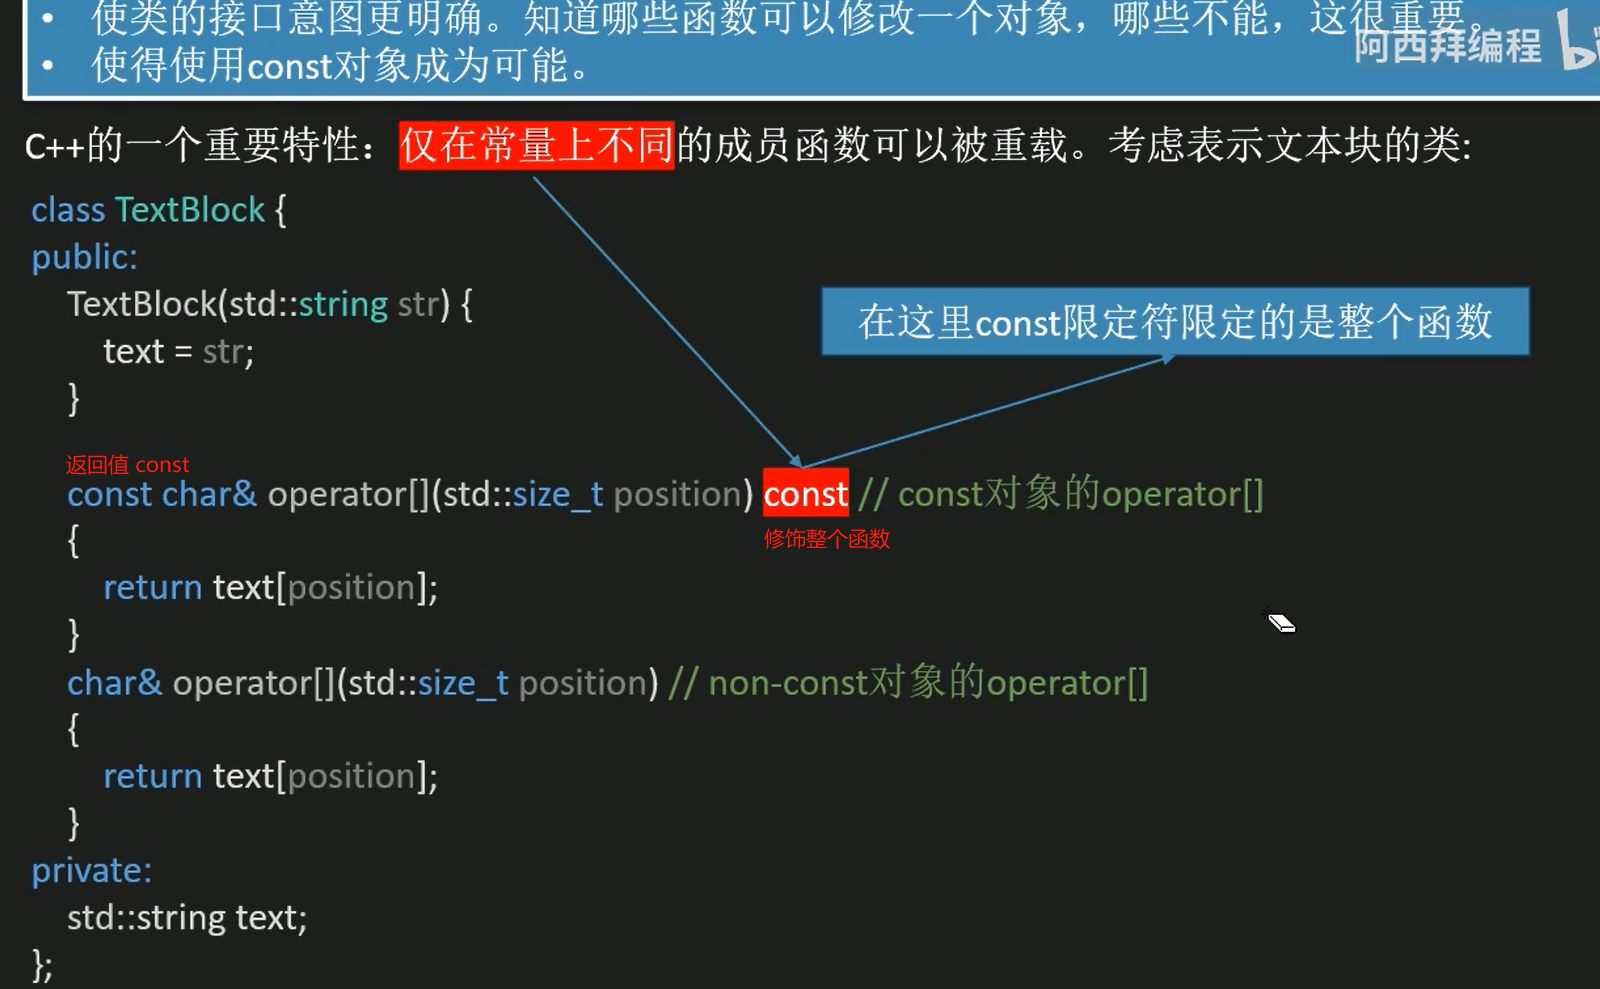 • 使类的接口意图更明确。知道哪些函数可以修改一个对象，哪些不能，这很重要。
阿西拜编程
• 使得使用const对象成为可能。
C++的一个重要特性：仅在常量上不同的成员函数可以被重载。考虑表示文本块的类:
class TextBlock {
public:
TextBlock(std::string str) {
在这里const限定符限定的是整个函数
text = str;
}
返回值 const
const char& operator[](std::size_t position) const // const对象的operator[]
{
修饰整个函数
return text[position];
}
char& operator[](std::size_t position) // non-const对象的operator[]
{
return text[position];
}
private:
std::string text;
};